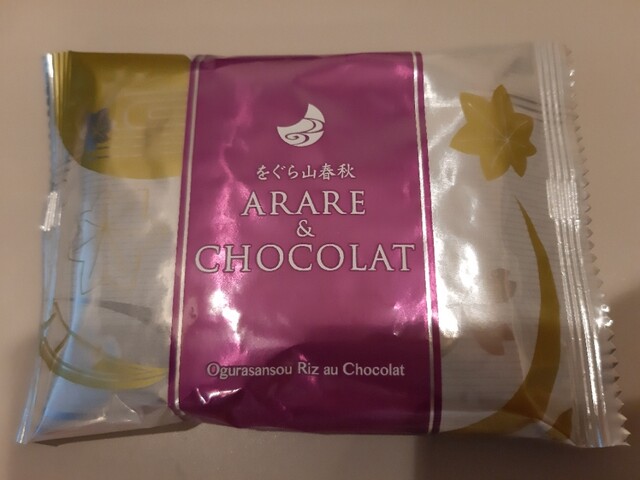 をぐら山春秋
ARARE
&
CHOCOLAT
Ogurasansou Riz au Chocolat